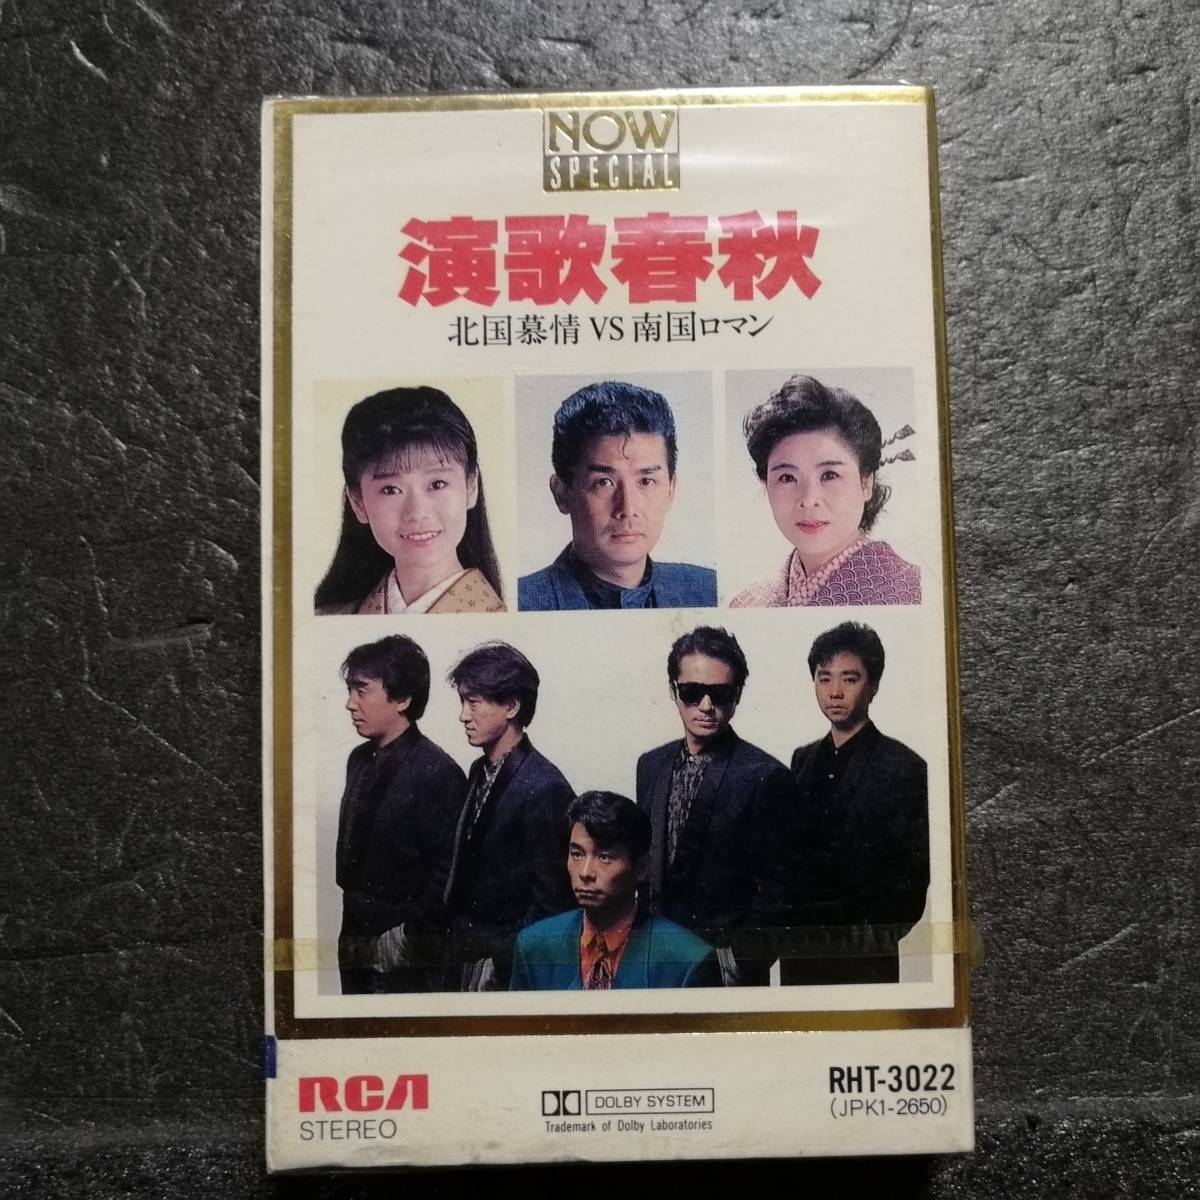 NOW
SPECIAL
演歌春秋
北国慕情 VS 南国ロマン
RCA
STEREO
DOLBY SYSTEM
Trademark of Dolby Laboratories
RHT-3022
(JPK1-2650)